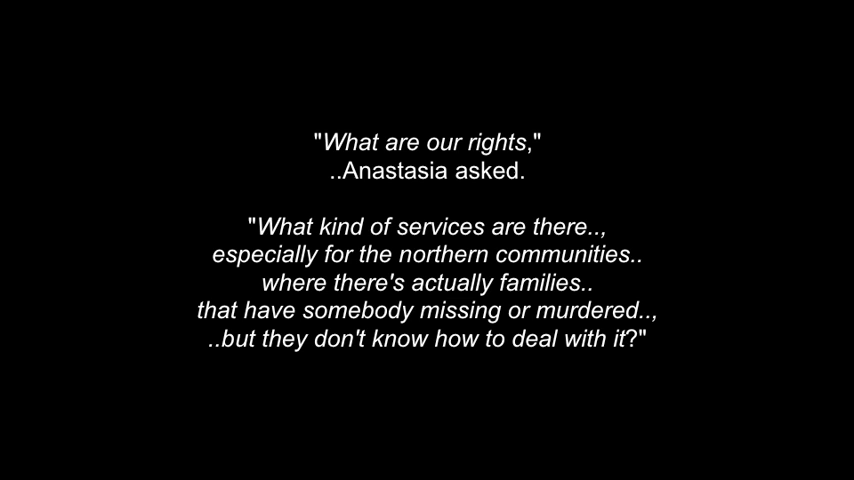 "What are our rights,"
..Anastasia asked.
"What kind of services are there..,
especially for the northern communities..
where there's actually families..
that have somebody missing or murdered..,
..but they don't know how to deal with it?"